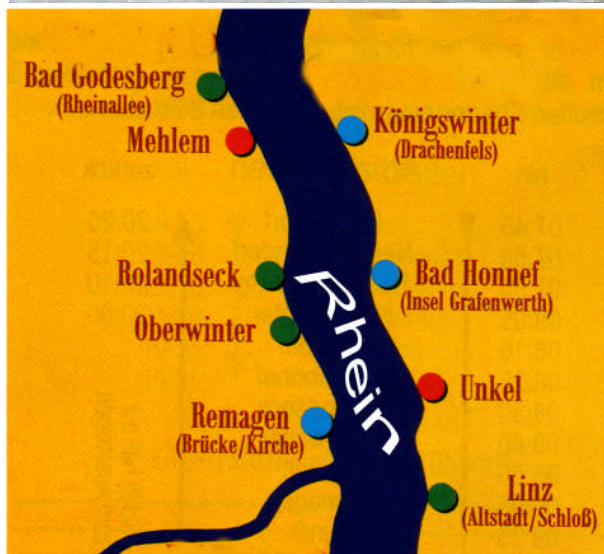 Bad Godesberg
(Rheinallee)
Mehlem
Königswinter
(Drachenfels)
Rolandseck
Bad Honnef
(Insel Grafenwerth)
Oberwinter
Rhein
Unkel
Remagen
(Brücke/Kirche)
Linz
(Altstadt/Schloß)